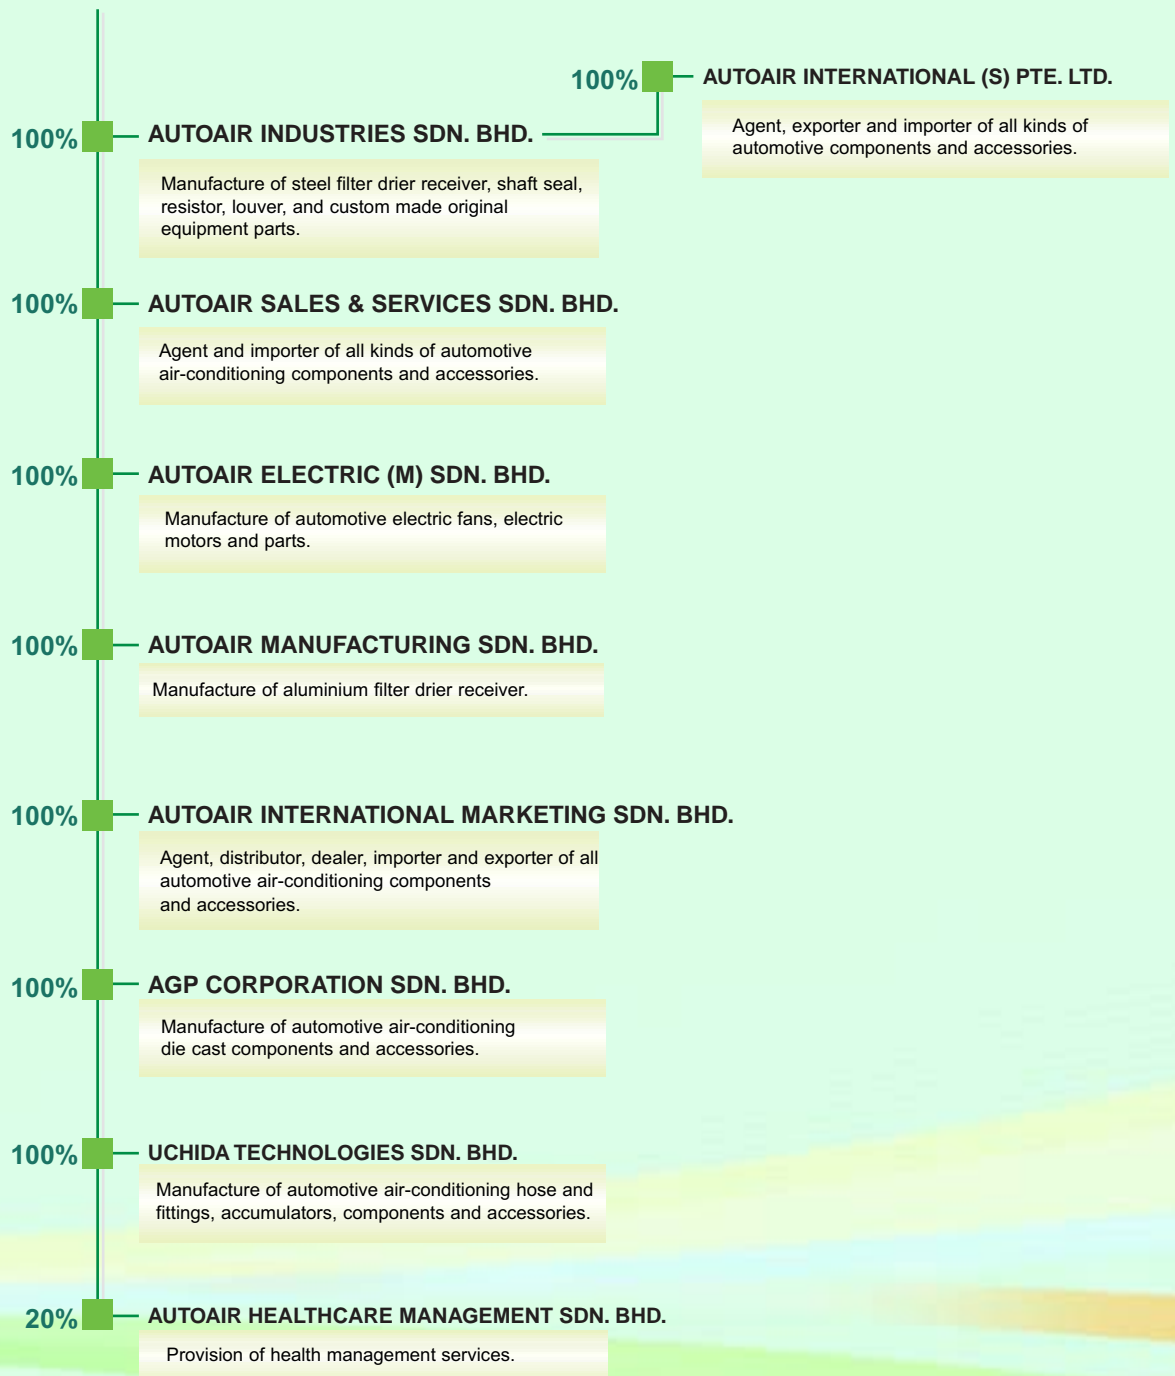 100%
AUTOAIR INTERNATIONAL (S) PTE. LTD.
Agent, exporter and importer of all kinds of
automotive components and accessories.
100%
AUTOAIR INDUSTRIES SDN. BHD.
Manufacture of steel filter drier receiver, shaft seal,
resistor, louver, and custom made original
equipment parts.
100%
AUTOAIR SALES & SERVICES SDN. BHD.
Agent and importer of all kinds of automotive
air-conditioning components and accessories.
100%
AUTOAIR ELECTRIC (M) SDN. BHD.
Manufacture of automotive electric fans, electric
motors and parts.
100%
AUTOAIR MANUFACTURING SDN. BHD.
Manufacture of aluminium filter drier receiver.
100%
AUTOAIR INTERNATIONAL MARKETING SDN. BHD.
Agent, distributor, dealer, importer and exporter of all
automotive air-conditioning components
and accessories.
100%
AGP CORPORATION SDN. BHD.
Manufacture of automotive air-conditioning
die cast components and accessories.
100%
UCHIDA TECHNOLOGIES SDN. BHD.
Manufacture of automotive air-conditioning hose and
fittings, accumulators, components and accessories.
20%
AUTOAIR HEALTHCARE MANAGEMENT SDN. BHD.
Provision of health management services.